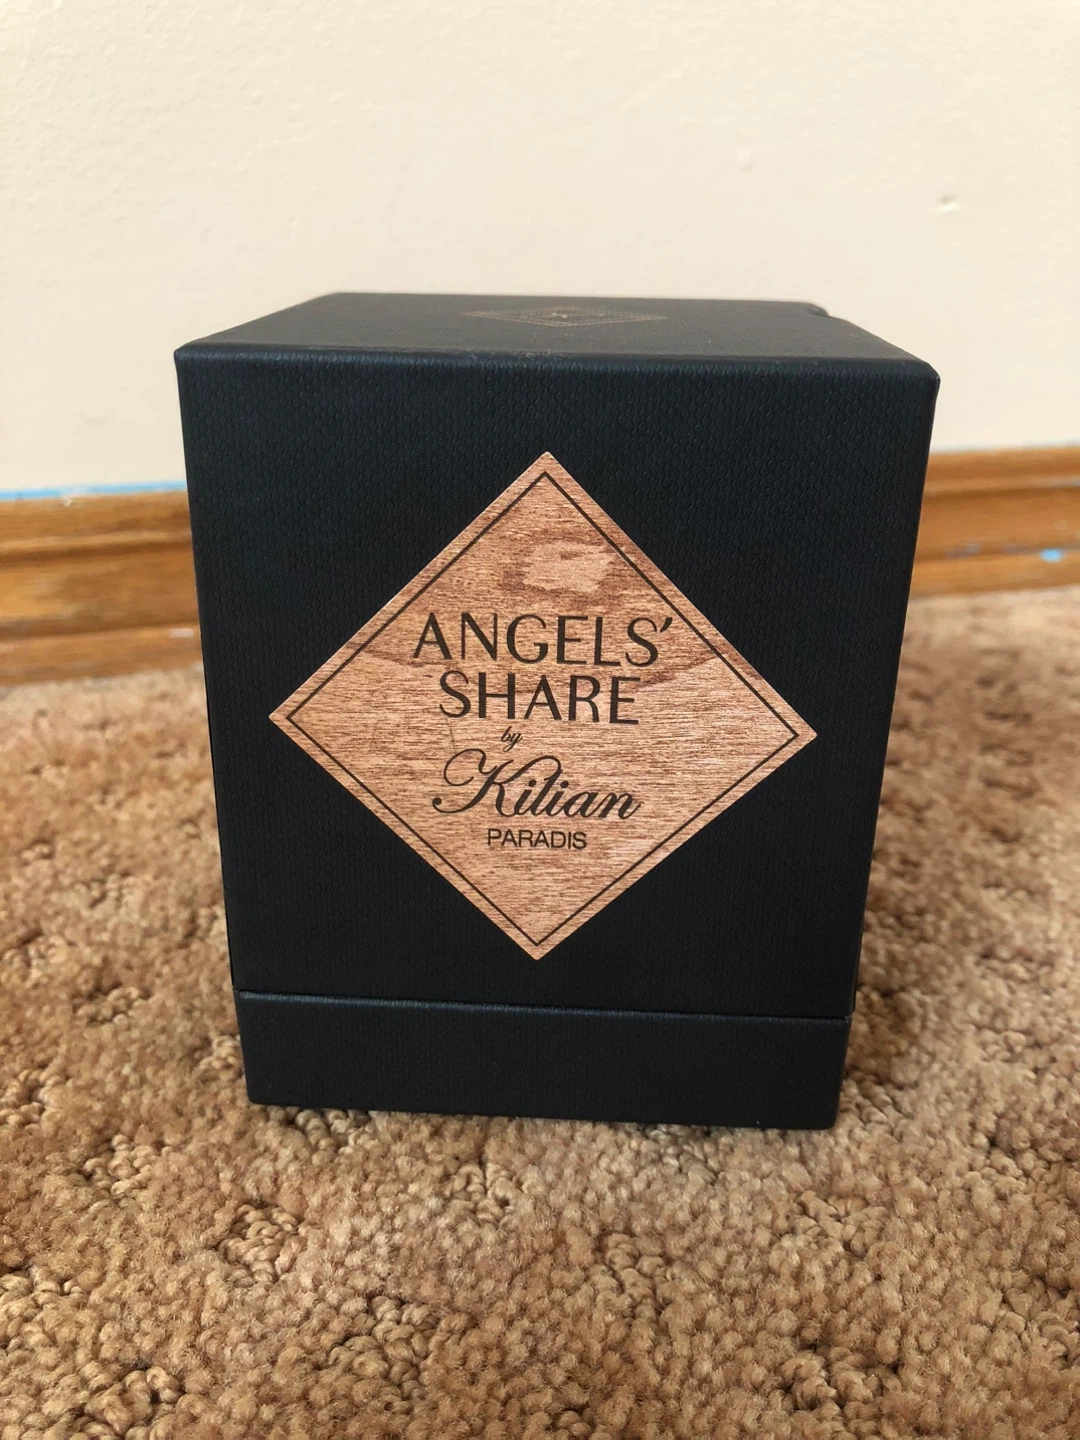 ANGELS'
SHARE
by
Kilian
PARADIS